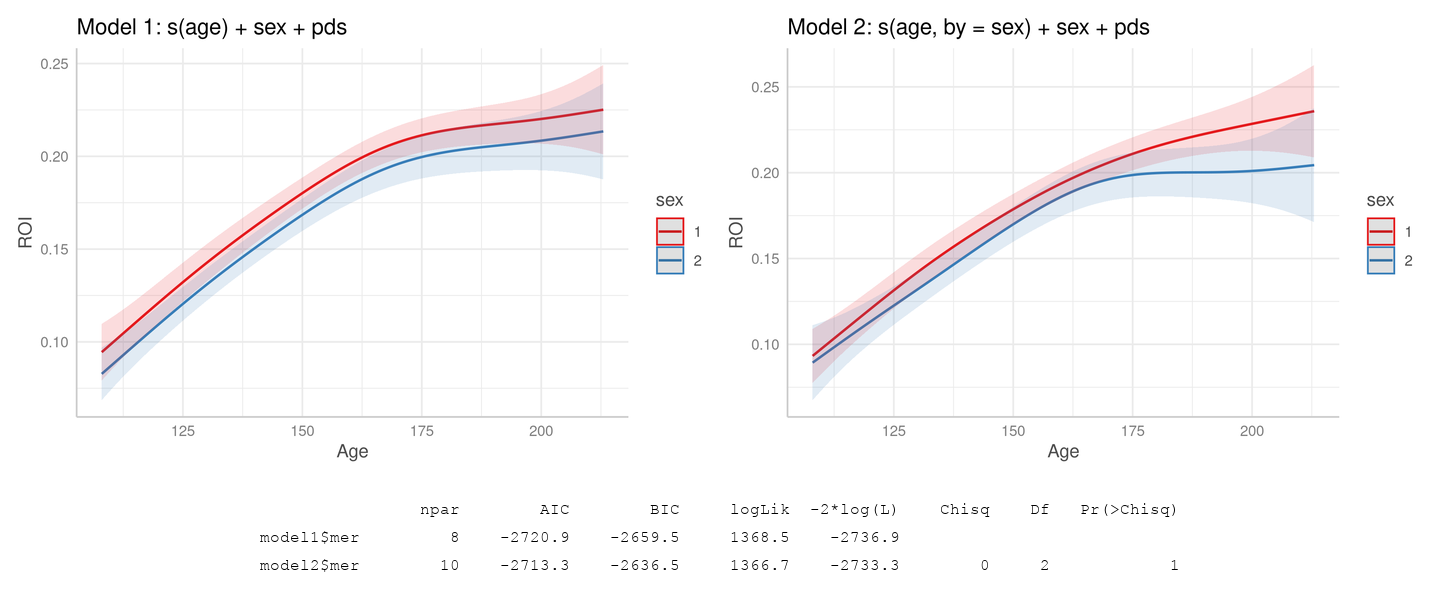 Model 1: s(age) + sex + pds
0.25
0.20
0.15
0.10
ROI
125 150 175 200
Age
sex
1
2
Model 2: s(age, by = sex) + sex + pds
0.25
0.20
0.15
0.10
ROI
125 150 175 200
Age
sex
1
2
npar AIC BIC logLik -2*log(L) Chisq Df Pr(>Chisq)
model1$mer 8 -2720.9 -2659.5 1368.5 -2736.9
model2$mer 10 -2713.3 -2636.5 1366.7 -2733.3 0 2 1